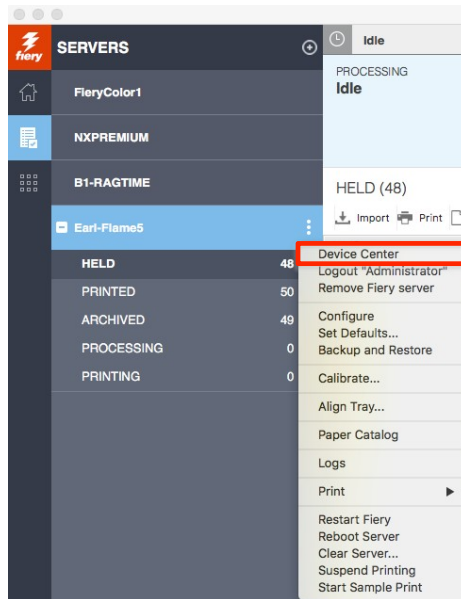 fiery
SERVERS
FieryColor1
NXPREMIUM
B1-RAGTIME
Earl-Flame5
HELD 48
PRINTED 50
ARCHIVED 49
PROCESSING 0
PRINTING 0
Idle
PROCESSING
Idle
HELD (48)
Import Print
Device Center
Logout "Administrator"
Remove Fiery server
Configure
Set Defaults...
Backup and Restore
Calibrate...
Align Tray...
Paper Catalog
Logs
Print
Restart Fiery
Reboot Server
Clear Server...
Suspend Printing
Start Sample Print